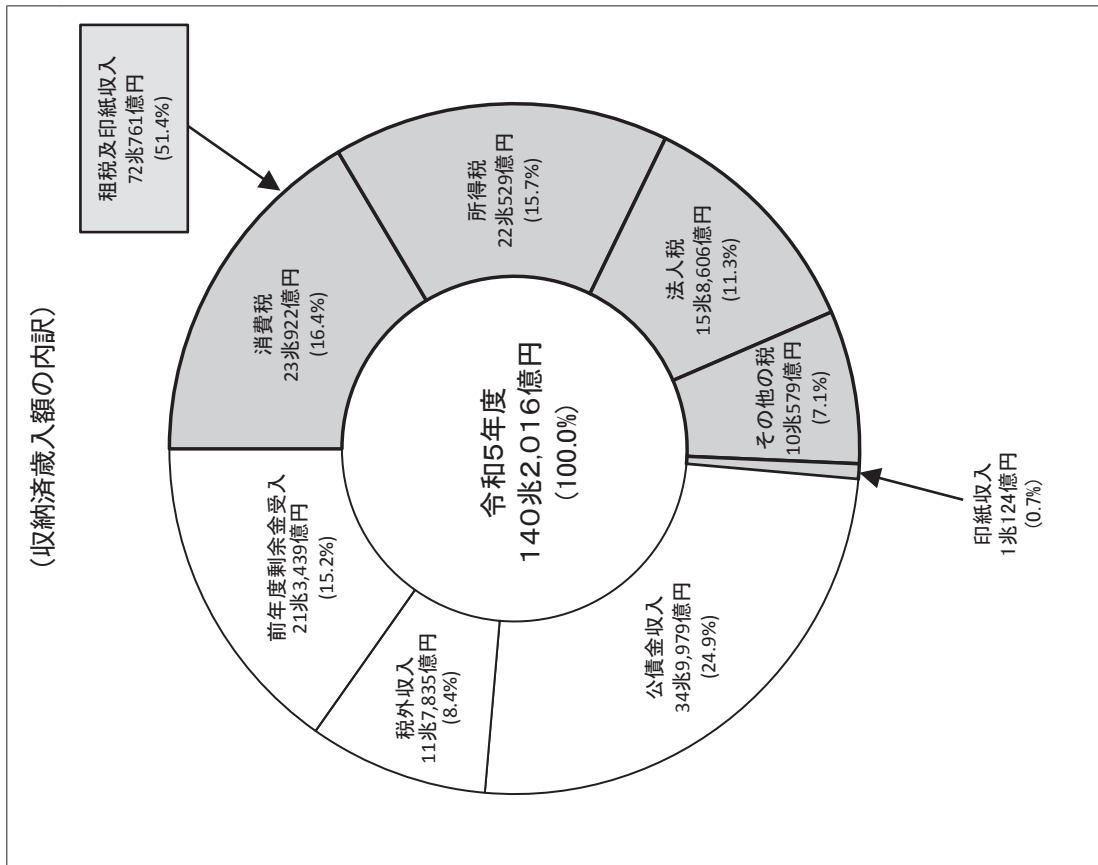 (収納済歳入額の内訳)
租税及印紙収入
72兆761億円
(51.4%)
消費税
23兆922億円
(16.4%)
所得税
22兆529億円
(15.7%)
法人税
15兆8,606億円
(11.3%)
その他の税
10兆579億円
(7.1%)
印紙収入
1兆124億円
(0.7%)
公債金収入
34兆9,979億円
(24.9%)
税外収入
11兆7,835億円
(8.4%)
前年度剰余金受入
21兆3,439億円
(15.2%)
令和5年度
140兆2,016億円
(100.0%)